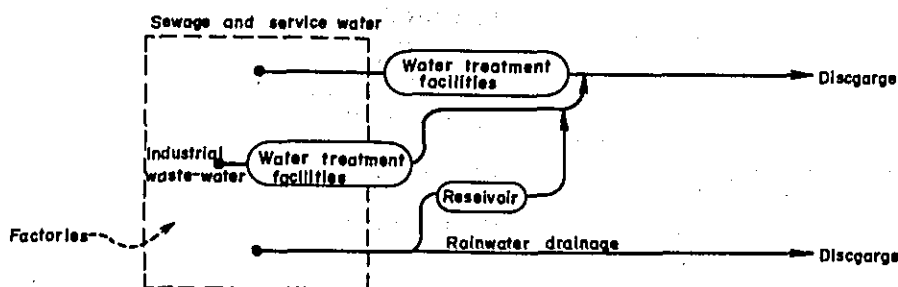 Sewage and service water
Water treatment
facilities
Discgarge
Industrial
waste-water
Water treatment
facilities
Reseivoir
Factories
Rainwater drainage
Discgarge